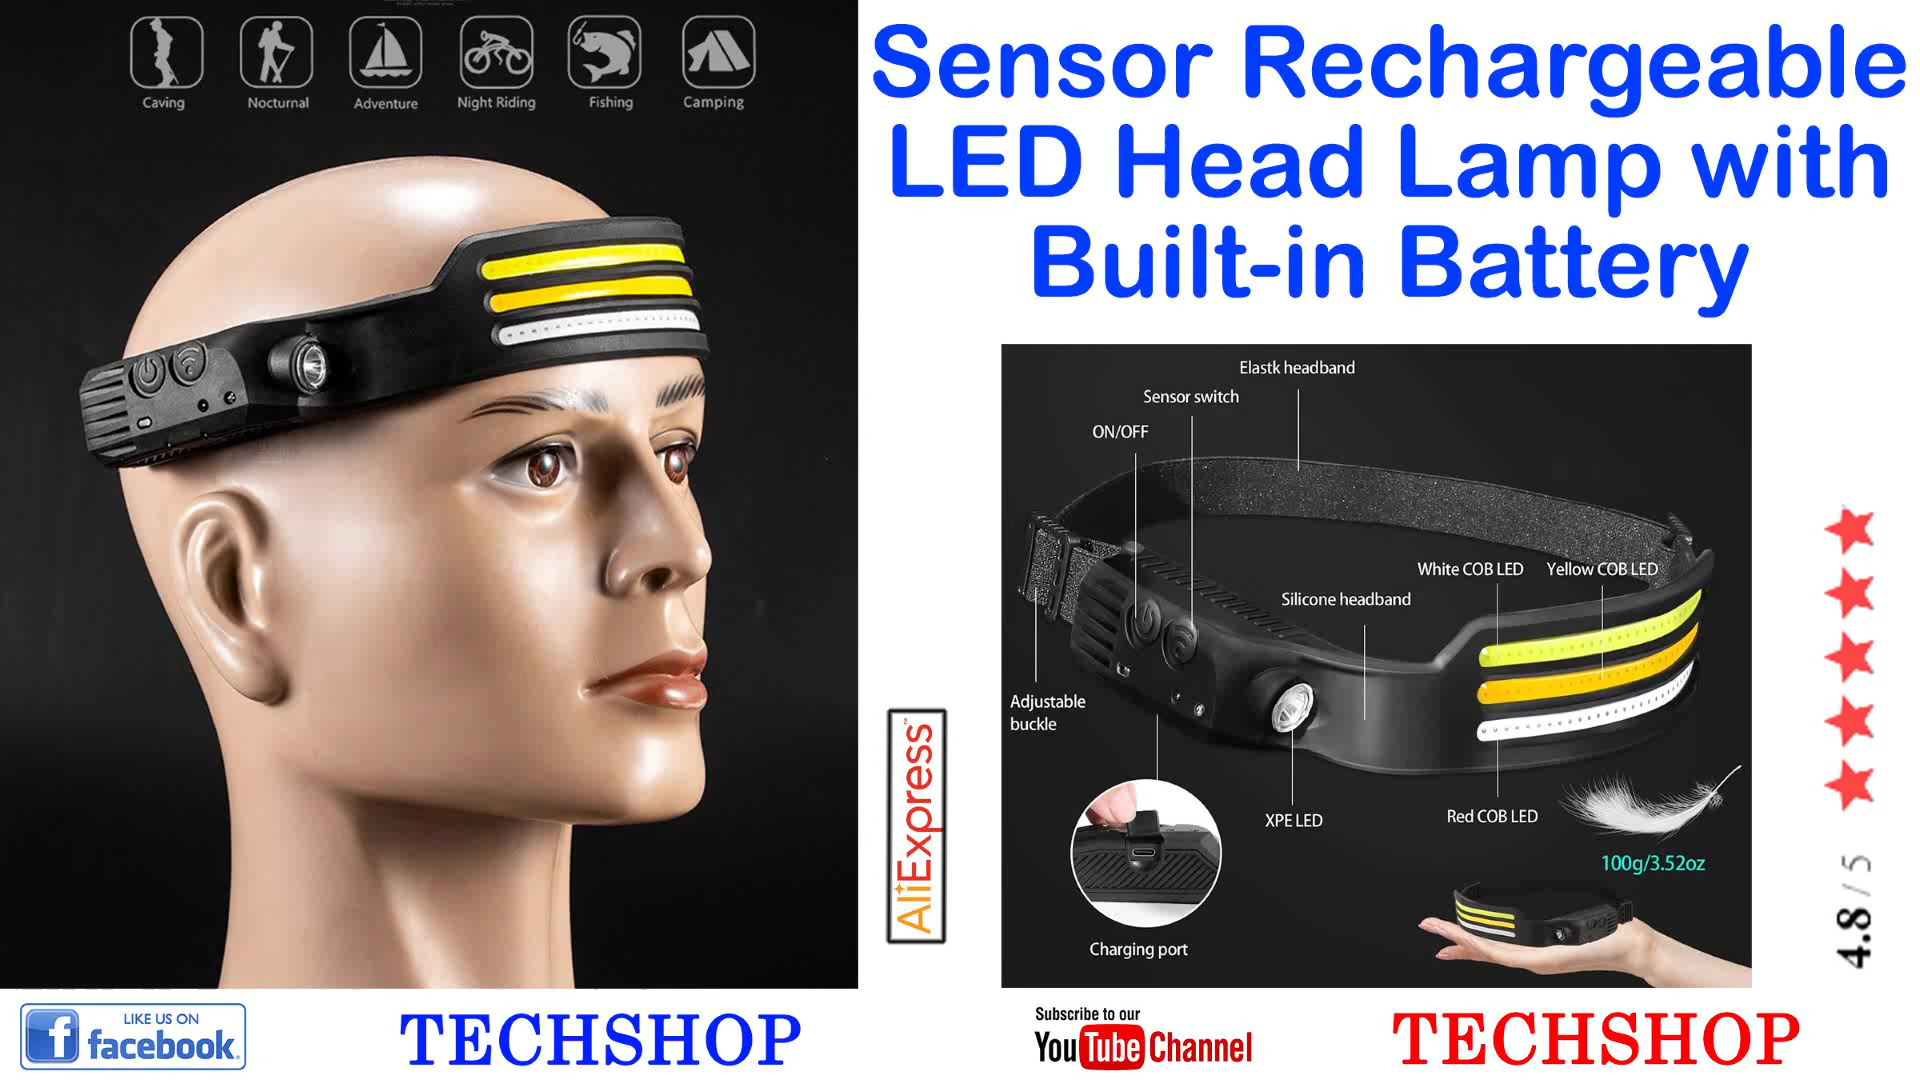 Caving
Nocturnal
Adventure
Night Riding
Fishing
Camping
Sensor Rechargeable
LED Head Lamp with
Built-in Battery
Elastk headband
Sensor switch
ON/OFF
White COB LED
Yellow COB LED
Silicone headband
Adjustable
buckle
XPE LED
Red COB LED
100g/3.52oz
Charging port
AliExpress™
4.8 / 5
LIKE US ON
facebook.
TECHSHOP
Subscribe to our
YouTube Channel
TECHSHOP